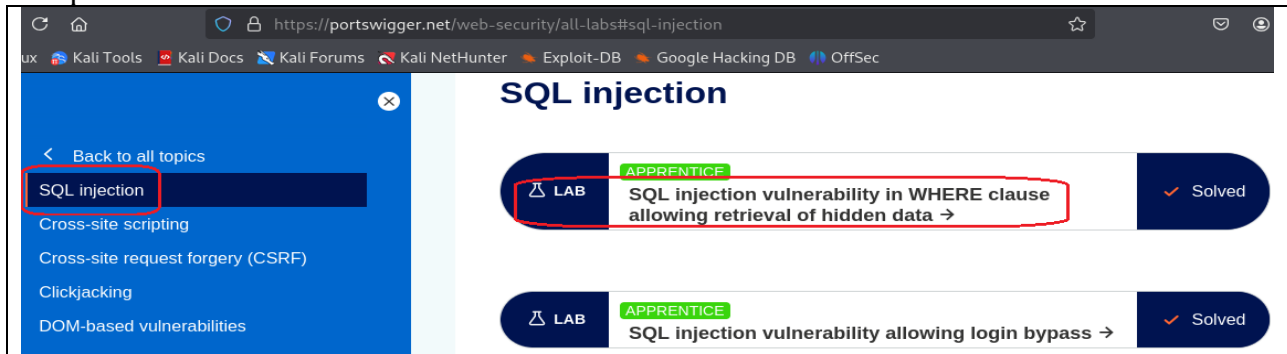 https://portswigger.net/web-security/all-labs#sql-injection
ux Kali Tools Kali Docs Kali Forums Kali NetHunter Exploit-DB Google Hacking DB OffSec
SQL injection
< Back to all topics
SQL injection
Cross-site scripting
Cross-site request forgery (CSRF)
Clickjacking
DOM-based vulnerabilities
LAB
APPRENTICE
SQL injection vulnerability in WHERE clause
allowing retrieval of hidden data →
Solved
LAB
APPRENTICE
SQL injection vulnerability allowing login bypass →
Solved